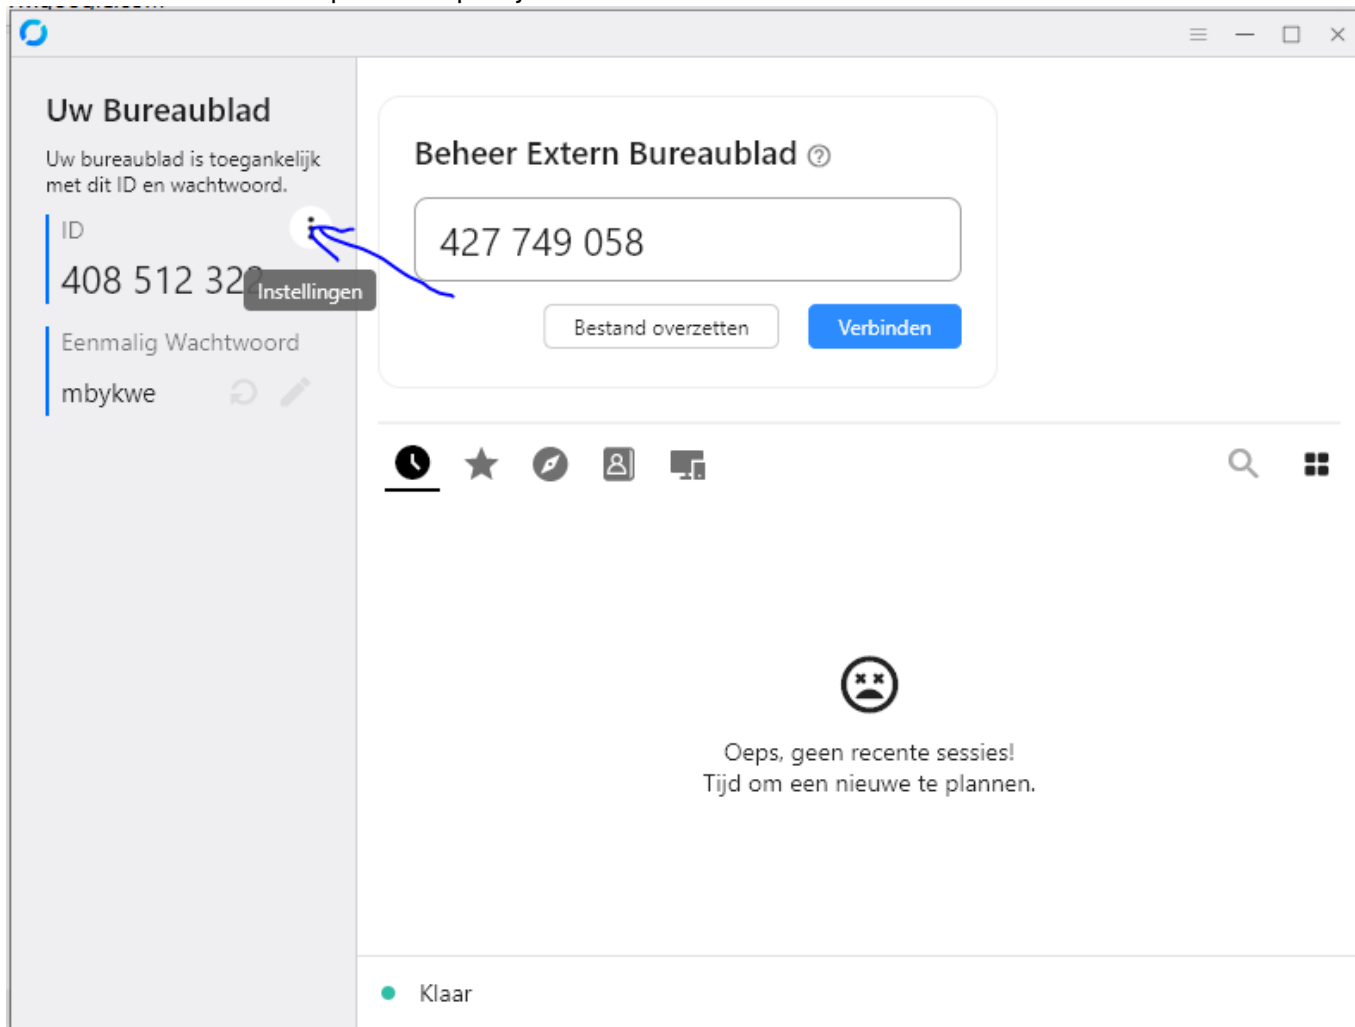 Uw Bureaublad
Uw bureaublad is toegankelijk
met dit ID en wachtwoord.
ID
408 512 322
Instellingen
Eenmalig Wachtwoord
mbykwe
Beheer Extern Bureaublad
427 749 058
Bestand overzetten
Verbinden
Oeps, geen recente sessies!
Tijd om een nieuwe te plannen.
Klaar